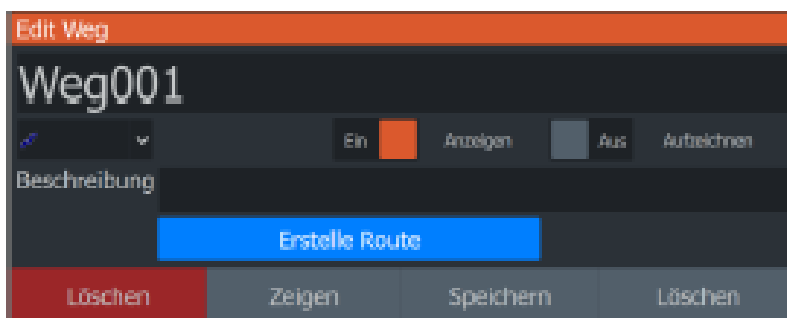 Edit Weg
Weg001
Ein Anzeigen Aus Aufzeichnen
Beschreibung
Erstelle Route
Löschen Zeigen Speichern Löschen